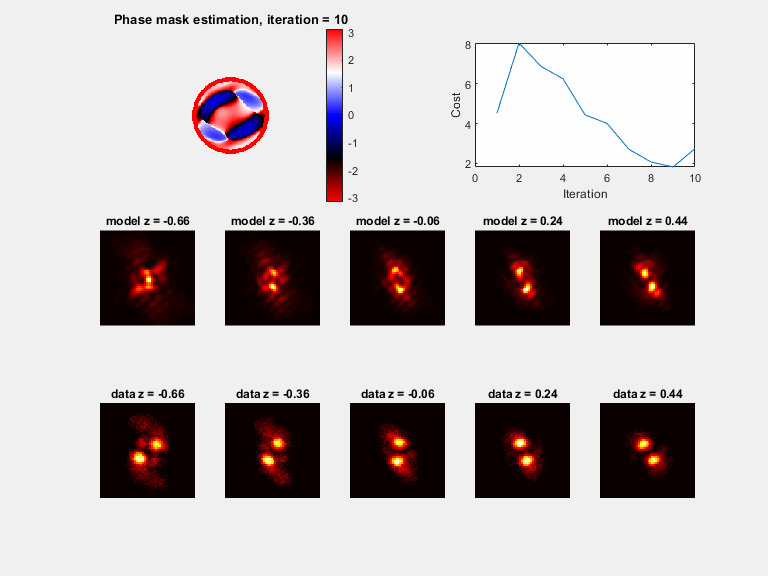 Phase mask estimation, iteration = 10
3
2
1
0
-1
-2
-3
8
6
4
2
Cost
0 2 4 6 8 10
Iteration
model z = -0.66 model z = -0.36 model z = -0.06 model z = 0.24 model z = 0.44
data z = -0.66 data z = -0.36 data z = -0.06 data z = 0.24 data z = 0.44